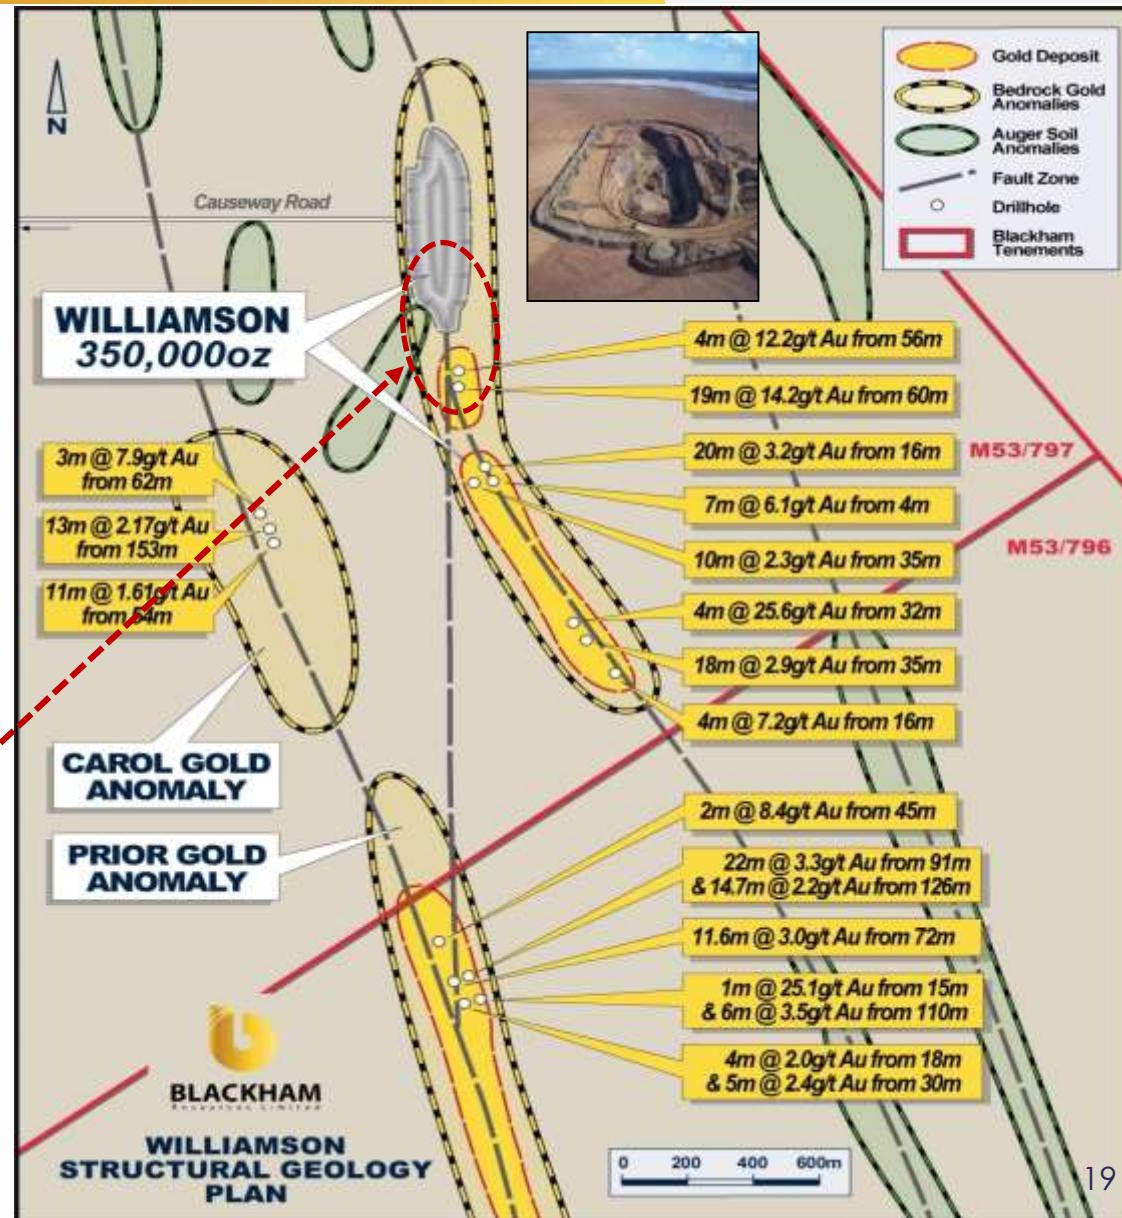 N
Causeway Road
Gold Deposit
Bedrock Gold
Anomalies
Auger Soil
Anomalies
Fault Zone
Drillhole
Blackham
Tenements
WILLIAMSON
350,000oz
4m @ 12.2g/t Au from 56m
19m @ 14.2g/t Au from 60m
20m @ 3.2g/t Au from 16m
M53/797
7m @ 6.1g/t Au from 4m
10m @ 2.3g/t Au from 35m
M53/796
4m @ 25.6g/t Au from 32m
18m @ 2.9g/t Au from 35m
4m @ 7.2g/t Au from 16m
3m @ 7.9g/t Au
from 62m
13m @ 2.17g/t Au
from 153m
11m @ 1.61g/t Au
from 54m
CAROL GOLD
ANOMALY
PRIOR GOLD
ANOMALY
2m @ 8.4g/t Au from 45m
22m @ 3.3g/t Au from 91m
& 14.7m @ 2.2g/t Au from 126m
11.6m @ 3.0g/t Au from 72m
1m @ 25.1g/t Au from 15m
& 6m @ 3.5g/t Au from 110m
4m @ 2.0g/t Au from 18m
& 5m @ 2.4g/t Au from 30m
BLACKHAM
Resources Limited
WILLIAMSON
STRUCTURAL GEOLOGY
PLAN
0 200 400 600m
19